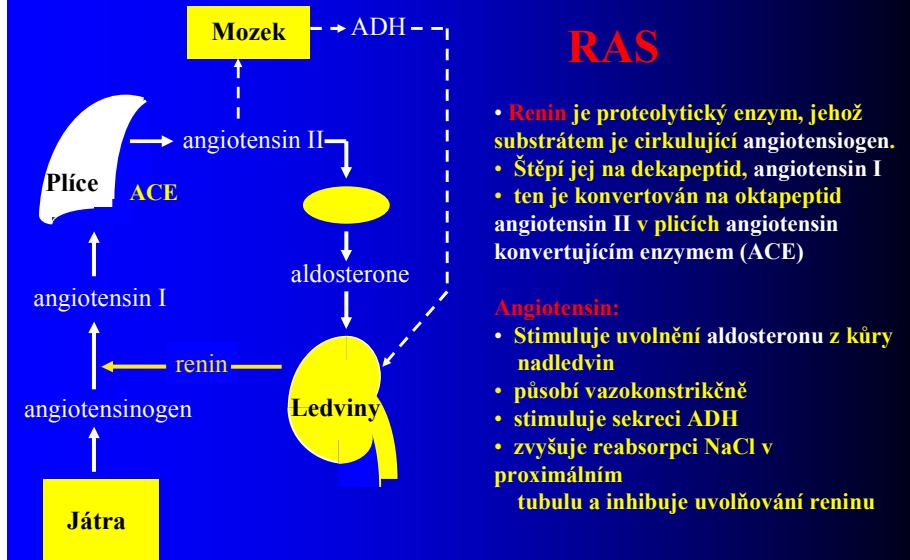 Mozek
ADH
angiotensin II
Plíce
ACE
aldosterone
angiotensin I
renin
angiotensinogen
Ledviny
Játra
RAS
• Renin je proteolytický enzym, jehož
substrátem je cirkulující angiotensiogen.
• Štěpí jej na dekapeptid, angiotensin I
• ten je konvertován na oktapeptid
angiotensin II v plicích angiotensin
konvertujícím enzymem (ACE)
Angiotensin:
• Stimuluje uvolnění aldosteronu z kůry
nadledvin
• působí vazokonstrikčně
• stimuluje sekreci ADH
• zvyšuje reabsorpci NaCl v
proximálním
tubulu a inhibuje uvolňování reninu